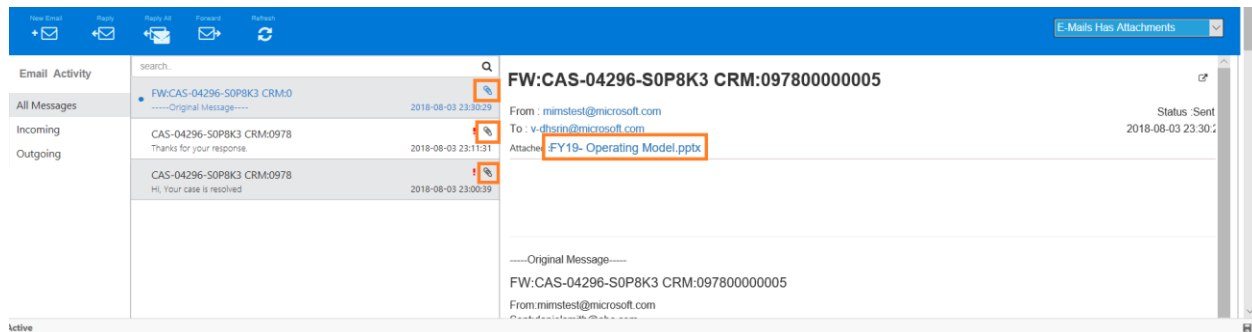 New Email Reply Reply All Forward Refresh
E-Mails Has Attachments
Email Activity
All Messages
Incoming
Outgoing
search..
FW:CAS-04296-S0P8K3 CRM:0
-----Original Message---- 2018-08-03 23:30:29
CAS-04296-S0P8K3 CRM:0978 !
Thanks for your response. 2018-08-03 23:11:31
CAS-04296-S0P8K3 CRM:0978 !
Hi, Your case is resolved 2018-08-03 23:00:39
FW:CAS-04296-S0P8K3 CRM:097800000005
From : mimstest@microsoft.com Status :Sent
To : v-dhsrin@microsoft.com 2018-08-03 23:30:2
Attached :FY19- Operating Model.pptx
-----Original Message-----
FW:CAS-04296-S0P8K3 CRM:097800000005
From:mimstest@microsoft.com
Active